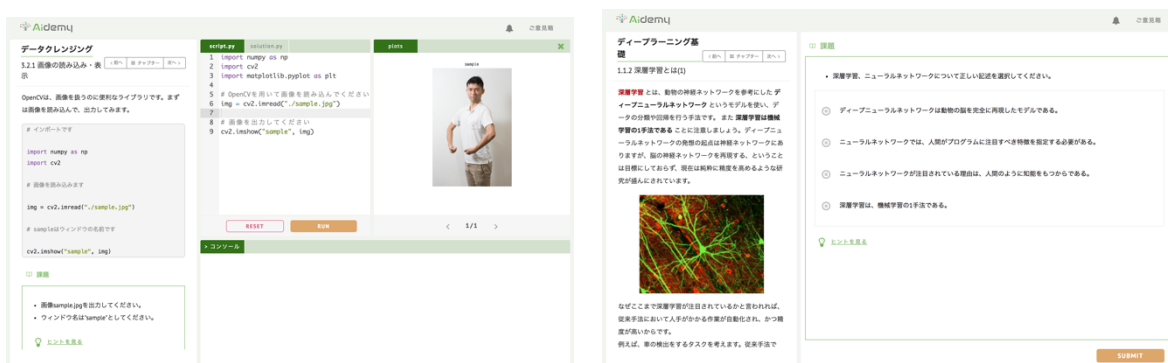 Aidemy
ご意見箱
データクレンジング
3.2.1 画像の読み込み・表
示
<前へ
チャプター
次へ>
OpenCVは、画像を扱うのに便利なライブラリです。まず
は画像を読み込んで、出力してみます。
# インポートです
import numpy as np
import cv2
# 画像を読み込みます
img = cv2.imread("./sample.jpg")
# sampleはウィンドウの名前です
cv2.imshow("sample", img)
課題
• 画像sample.jpgを出力してください。
• ウィンドウ名は"sample"としてください。
ヒントを見る
script.py
solution.py
1 import numpy as np
2 import cv2
3 import matplotlib.pyplot as plt
4
5 # OpenCVを用いて画像を読み込んでください
6 img = cv2.imread("./sample.jpg")
7
8 # 画像を出力してください
9 cv2.imshow("sample", img)
RESET
RUN
コンソール
plots
sample
< 1/1 >
Aidemy
ご意見箱
ディープラーニング基
礎
<前へ
チャプター
次へ>
1.1.2 深層学習とは(1)
深層学習 とは、動物の神経ネットワークを参考にした デ
ィープニューラルネットワーク というモデルを使い、デ
ータの分類や回帰を行う手法です。また 深層学習は機械
学習の1手法である ことに注意しましょう。ディープニュ
ーラルネットワークの発想の起点は神経ネットワークにあ
りますが、脳の神経ネットワークを再現する、ということ
は目標にしておらず、現在は純粋に精度を高めるような研
究が盛んにされています。
なぜここまで深層学習が注目されているかと言われれば、
従来手法において人手がかかる作業が自動化され、かつ精
度が高いからです。
例えば、車の検出をするタスクを考えます。従来手法で
課題
• 深層学習、ニューラルネットワークについて正しい記述を選択してください。
ディープニューラルネットワークは動物の脳を完全に再現したモデルである。
ニューラルネットワークでは、人間がプログラムに注目すべき特徴を指定する必要がある。
ニューラルネットワークが注目されている理由は、人間のように知能をもつからである。
深層学習は、機械学習の1手法である。
ヒントを見る
SUBMIT